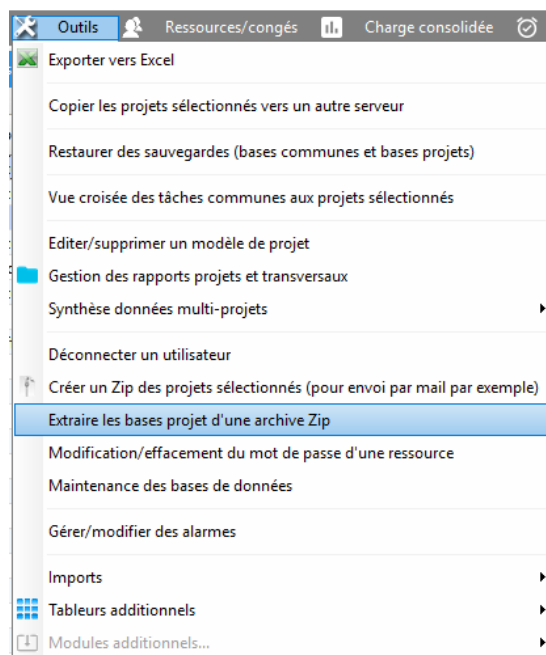 Outils Ressources/congés Charge consolidée
Exporter vers Excel
Copier les projets sélectionnés vers un autre serveur
Restaurer des sauvegardes (bases communes et bases projets)
Vue croisée des tâches communes aux projets sélectionnés
Editer/supprimer un modèle de projet
Gestion des rapports projets et transversaux
Synthèse données multi-projets
Déconnecter un utilisateur
Créer un Zip des projets sélectionnés (pour envoi par mail par exemple)
Extraire les bases projet d'une archive Zip
Modification/effacement du mot de passe d'une ressource
Maintenance des bases de données
Gérer/modifier des alarmes
Imports
Tableurs additionnels
Modules additionnels...